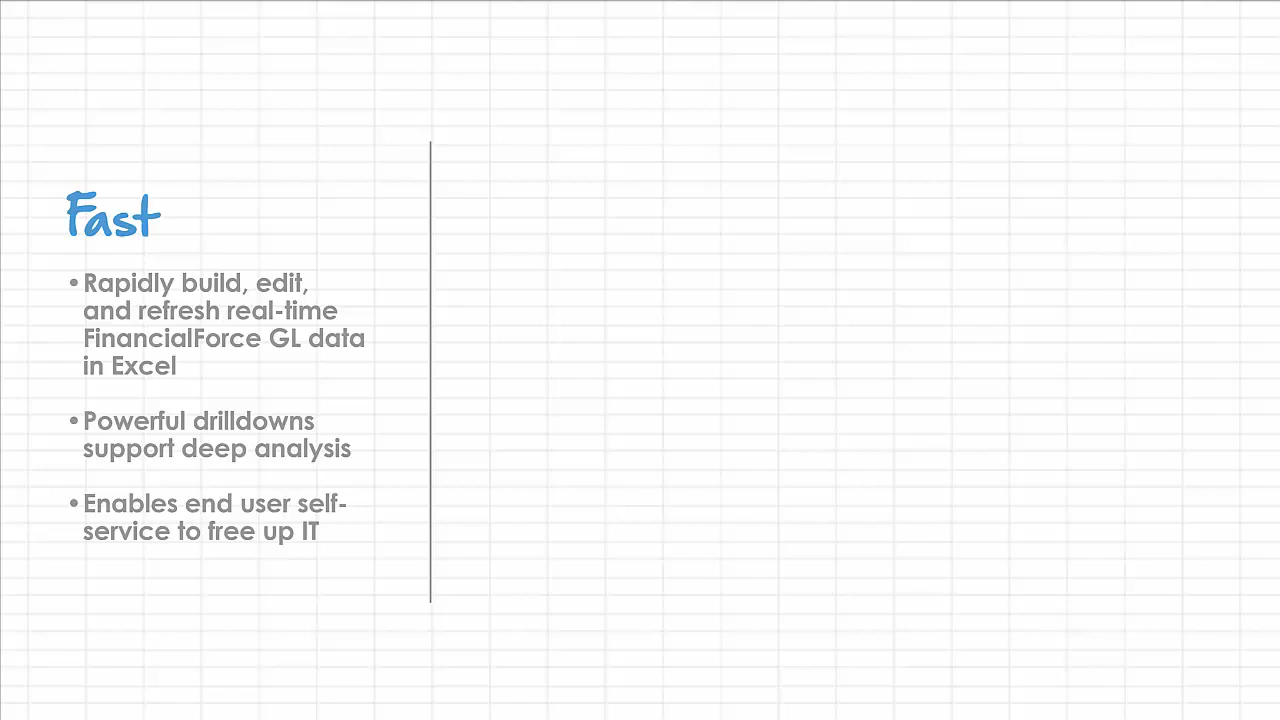 Fast
•Rapidly build, edit,
and refresh real-time
FinancialForce GL data
in Excel
•Powerful drilldowns
support deep analysis
•Enables end user self-
service to free up IT